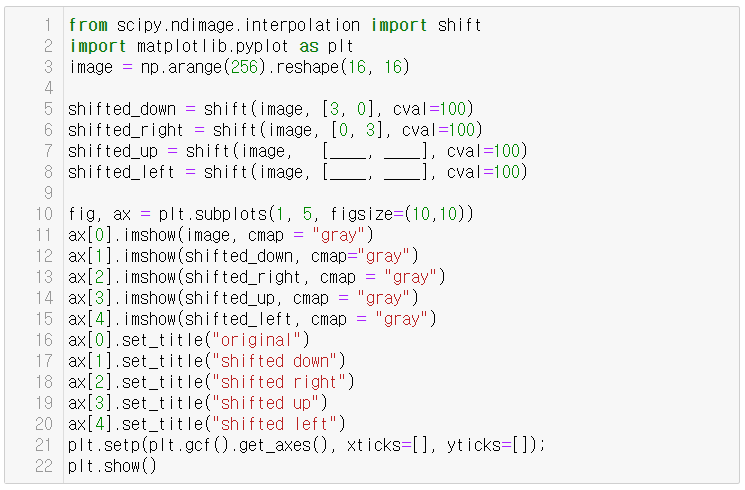 1 from scipy.ndimage.interpolation import shift
2 import matplotlib.pyplot as plt
3 image = np.arange(256).reshape(16, 16)
4
5 shifted_down = shift(image, [3, 0], cval=100)
6 shifted_right = shift(image, [0, 3], cval=100)
7 shifted_up = shift(image,   [____, ____], cval=100)
8 shifted_left = shift(image, [____, ____], cval=100)
9
10 fig, ax = plt.subplots(1, 5, figsize=(10,10))
11 ax[0].imshow(image, cmap = "gray")
12 ax[1].imshow(shifted_down, cmap="gray")
13 ax[2].imshow(shifted_right, cmap = "gray")
14 ax[3].imshow(shifted_up, cmap = "gray")
15 ax[4].imshow(shifted_left, cmap = "gray")
16 ax[0].set_title("original")
17 ax[1].set_title("shifted down")
18 ax[2].set_title("shifted right")
19 ax[3].set_title("shifted up")
20 ax[4].set_title("shifted left")
21 plt.setp(plt.gcf().get_axes(), xticks=[], yticks=[]);
22 plt.show()